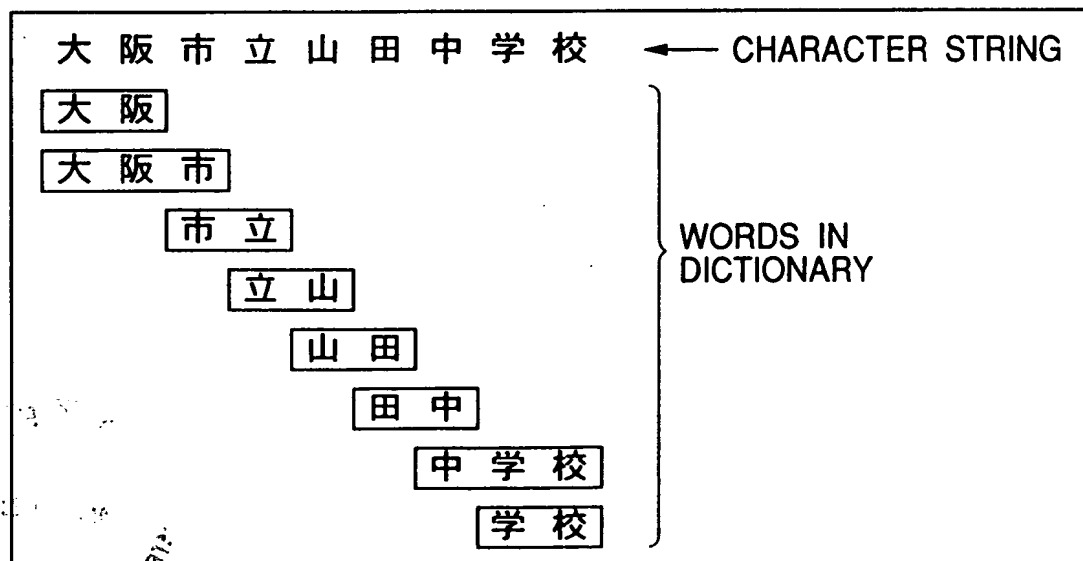 大阪市立山田中学校 ← CHARACTER STRING
大阪
大阪市
市立
立山
山田
田中
中学校
学校
WORDS IN
DICTIONARY